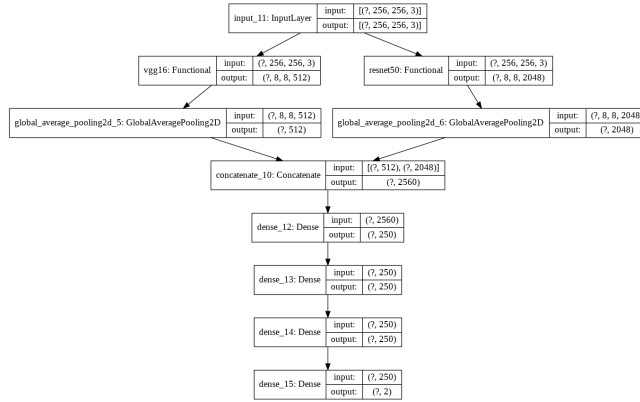 input_11: InputLayer
input: [(?, 256, 256, 3)]
output: [(?, 256, 256, 3)]
vgg16: Functional
input: (?, 256, 256, 3)
output: (?, 8, 8, 512)
resnet50: Functional
input: (?, 256, 256, 3)
output: (?, 8, 8, 2048)
global_average_pooling2d_5: GlobalAveragePooling2D
input: (?, 8, 8, 512)
output: (?, 512)
global_average_pooling2d_6: GlobalAveragePooling2D
input: (?, 8, 8, 2048
output: (?, 2048)
concatenate_10: Concatenate
input: [(?, 512), (?, 2048)]
output: (?, 2560)
dense_12: Dense
input: (?, 2560)
output: (?, 250)
dense_13: Dense
input: (?, 250)
output: (?, 250)
dense_14: Dense
input: (?, 250)
output: (?, 250)
dense_15: Dense
input: (?, 250)
output: (?, 2)